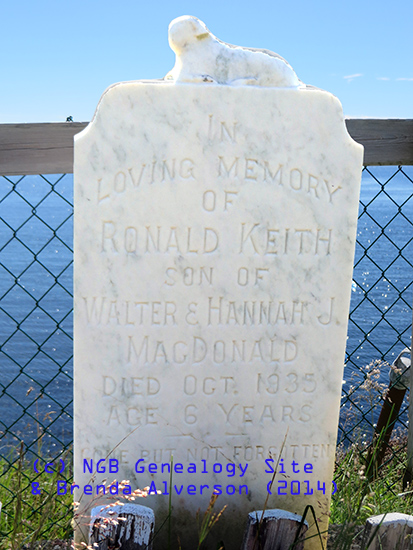 IN
LOVING MEMORY
OF
RONALD KEITH
SON OF
WALTER & HANNAH J.
MACDONALD
DIED OCT. 1935
AGE 6 YEARS
GONE BUT NOT FORGOTTEN
(c) NGB Genealogy Site
& Brenda Alverson (2014)